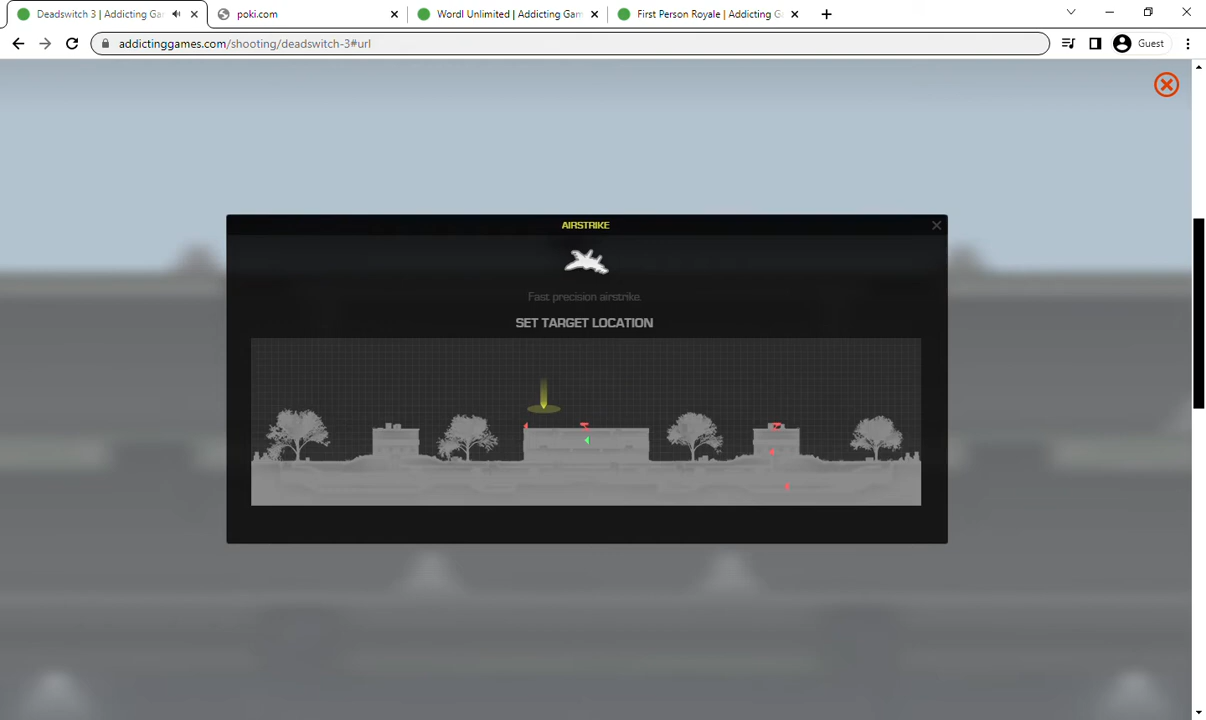 Deadswitch 3 | Addicting Gam
poki.com
Wordl Unlimited | Addicting Gam
First Person Royale | Addicting G
addictinggames.com/shooting/deadswitch-3#url
Guest
AIRSTRIKE
Fast precision airstrike.
SET TARGET LOCATION